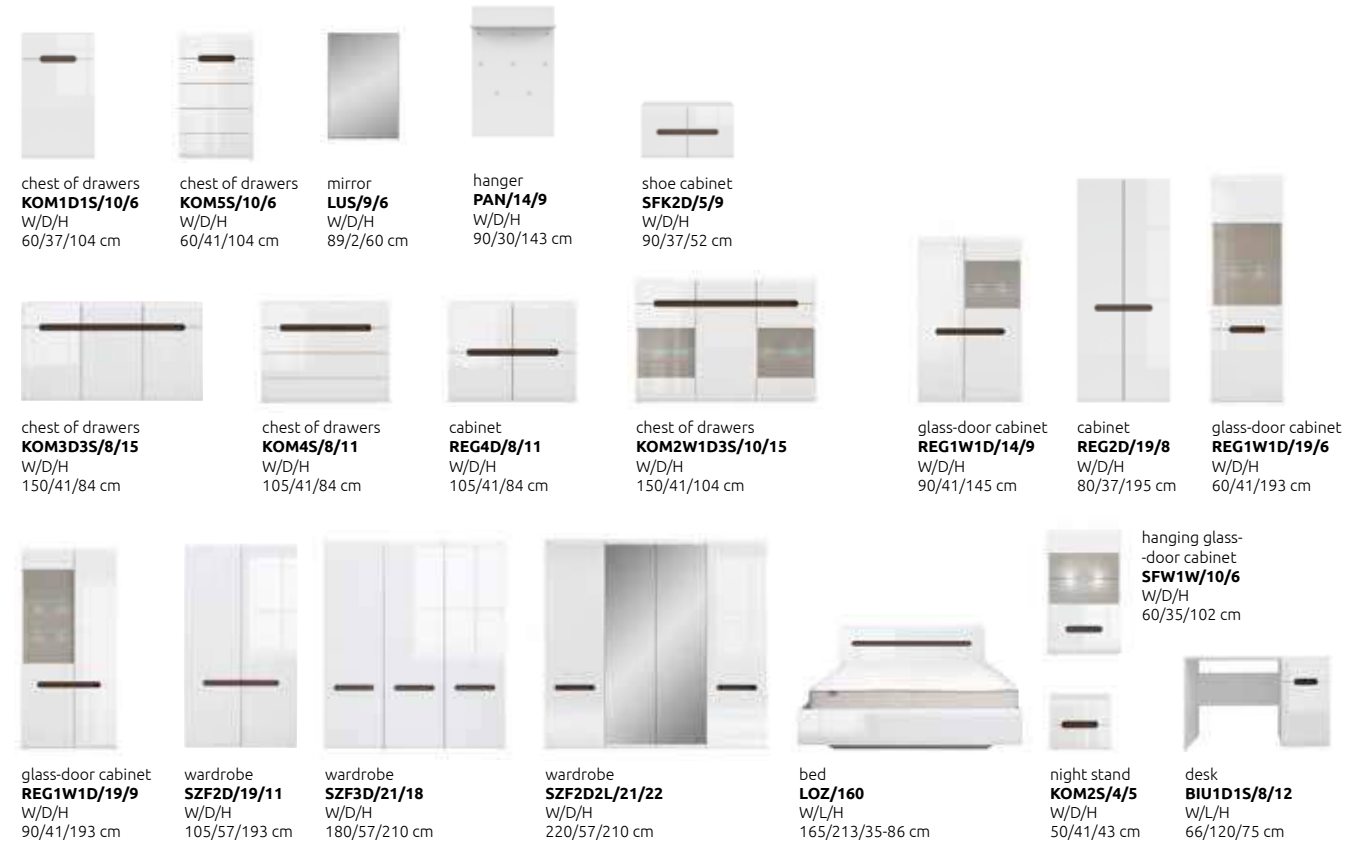 chest of drawers
KOM1D1S/10/6
W/D/H
60/37/104 cm
chest of drawers
KOM5S/10/6
W/D/H
60/41/104 cm
mirror
LUS/9/6
W/D/H
89/2/60 cm
hanger
PAN/14/9
W/D/H
90/30/143 cm
shoe cabinet
SFK2D/5/9
W/D/H
90/37/52 cm
chest of drawers
KOM3D3S/8/15
W/D/H
150/41/84 cm
chest of drawers
KOM4S/8/11
W/D/H
105/41/84 cm
cabinet
REG4D/8/11
W/D/H
105/41/84 cm
chest of drawers
KOM2W1D3S/10/15
W/D/H
150/41/104 cm
glass-door cabinet
REG1W1D/14/9
W/D/H
90/41/145 cm
cabinet
REG2D/19/8
W/D/H
80/37/195 cm
glass-door cabinet
REG1W1D/19/6
W/D/H
60/41/193 cm
glass-door cabinet
REG1W1D/19/9
W/D/H
90/41/193 cm
wardrobe
SZF2D/19/11
W/D/H
105/57/193 cm
wardrobe
SZF3D/21/18
W/D/H
180/57/210 cm
wardrobe
SZF2D2L/21/22
W/D/H
220/57/210 cm
bed
LOZ/160
W/L/H
165/213/35-86 cm
hanging glass-
-door cabinet
SFW1W/10/6
W/D/H
60/35/102 cm
night stand
KOM2S/4/5
W/D/H
50/41/43 cm
desk
BIU1D1S/8/12
W/L/H
66/120/75 cm